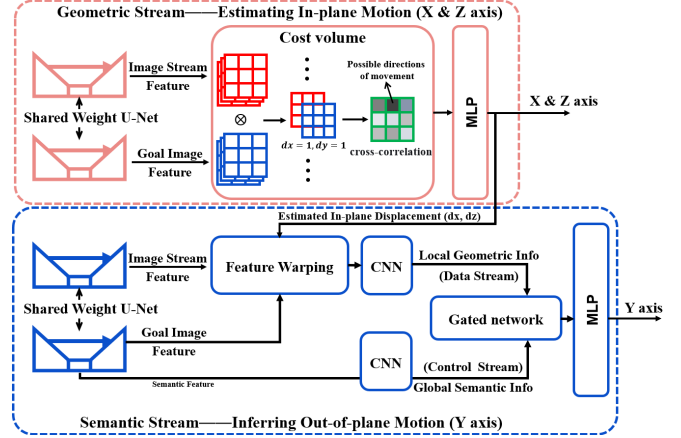 Geometric Stream——Estimating In-plane Motion (X & Z axis)
Cost volume
Image Stream
Feature
Shared Weight U-Net
Goal Image
Feature
⊗
dx = 1, dy = 1
Possible directions
of movement
cross-correlation
MLP
X & Z axis
Estimated In-plane Displacement (dx, dz)
Image Stream
Feature
Shared Weight U-Net
Goal Image
Feature
Semantic Feature
Feature Warping
CNN
Local Geometric Info
(Data Stream)
Gated network
CNN
(Control Stream)
Global Semantic Info
MLP
Y axis
Semantic Stream——Inferring Out-of-plane Motion (Y axis)